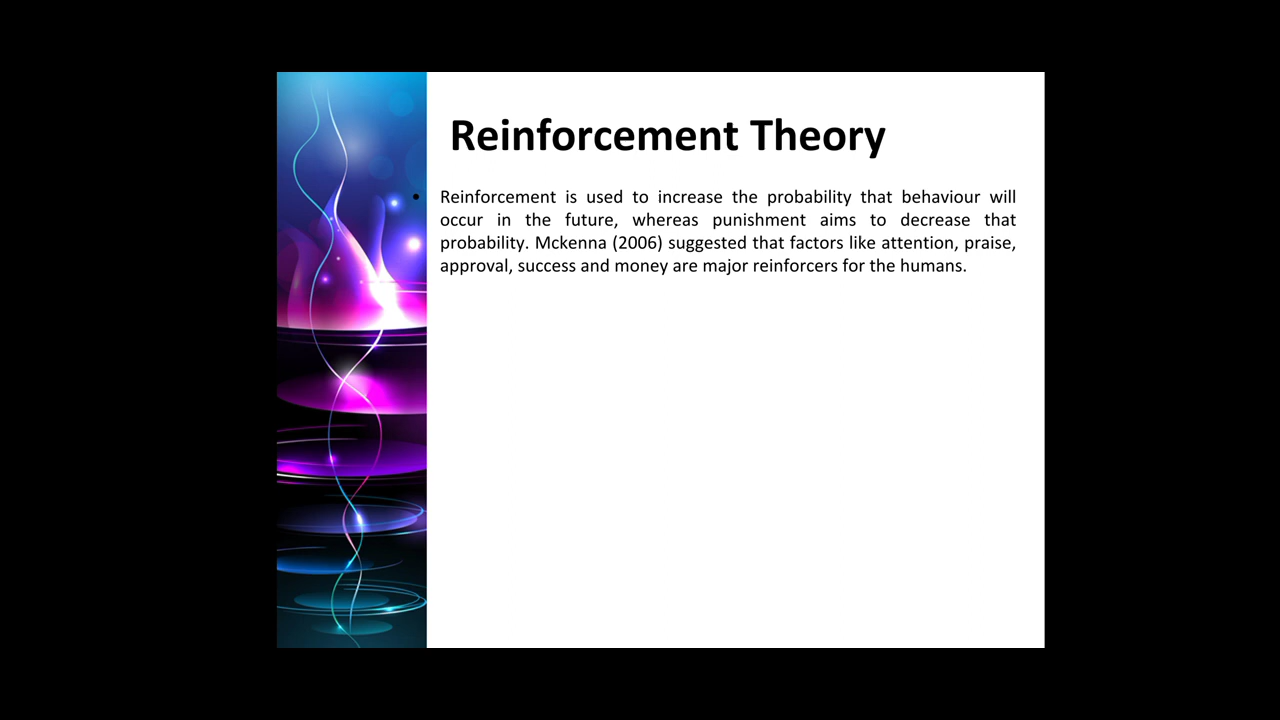 Reinforcement Theory
• Reinforcement is used to increase the probability that behaviour will
occur in the future, whereas punishment aims to decrease that
probability. Mckenna (2006) suggested that factors like attention, praise,
approval, success and money are major reinforcers for the humans.